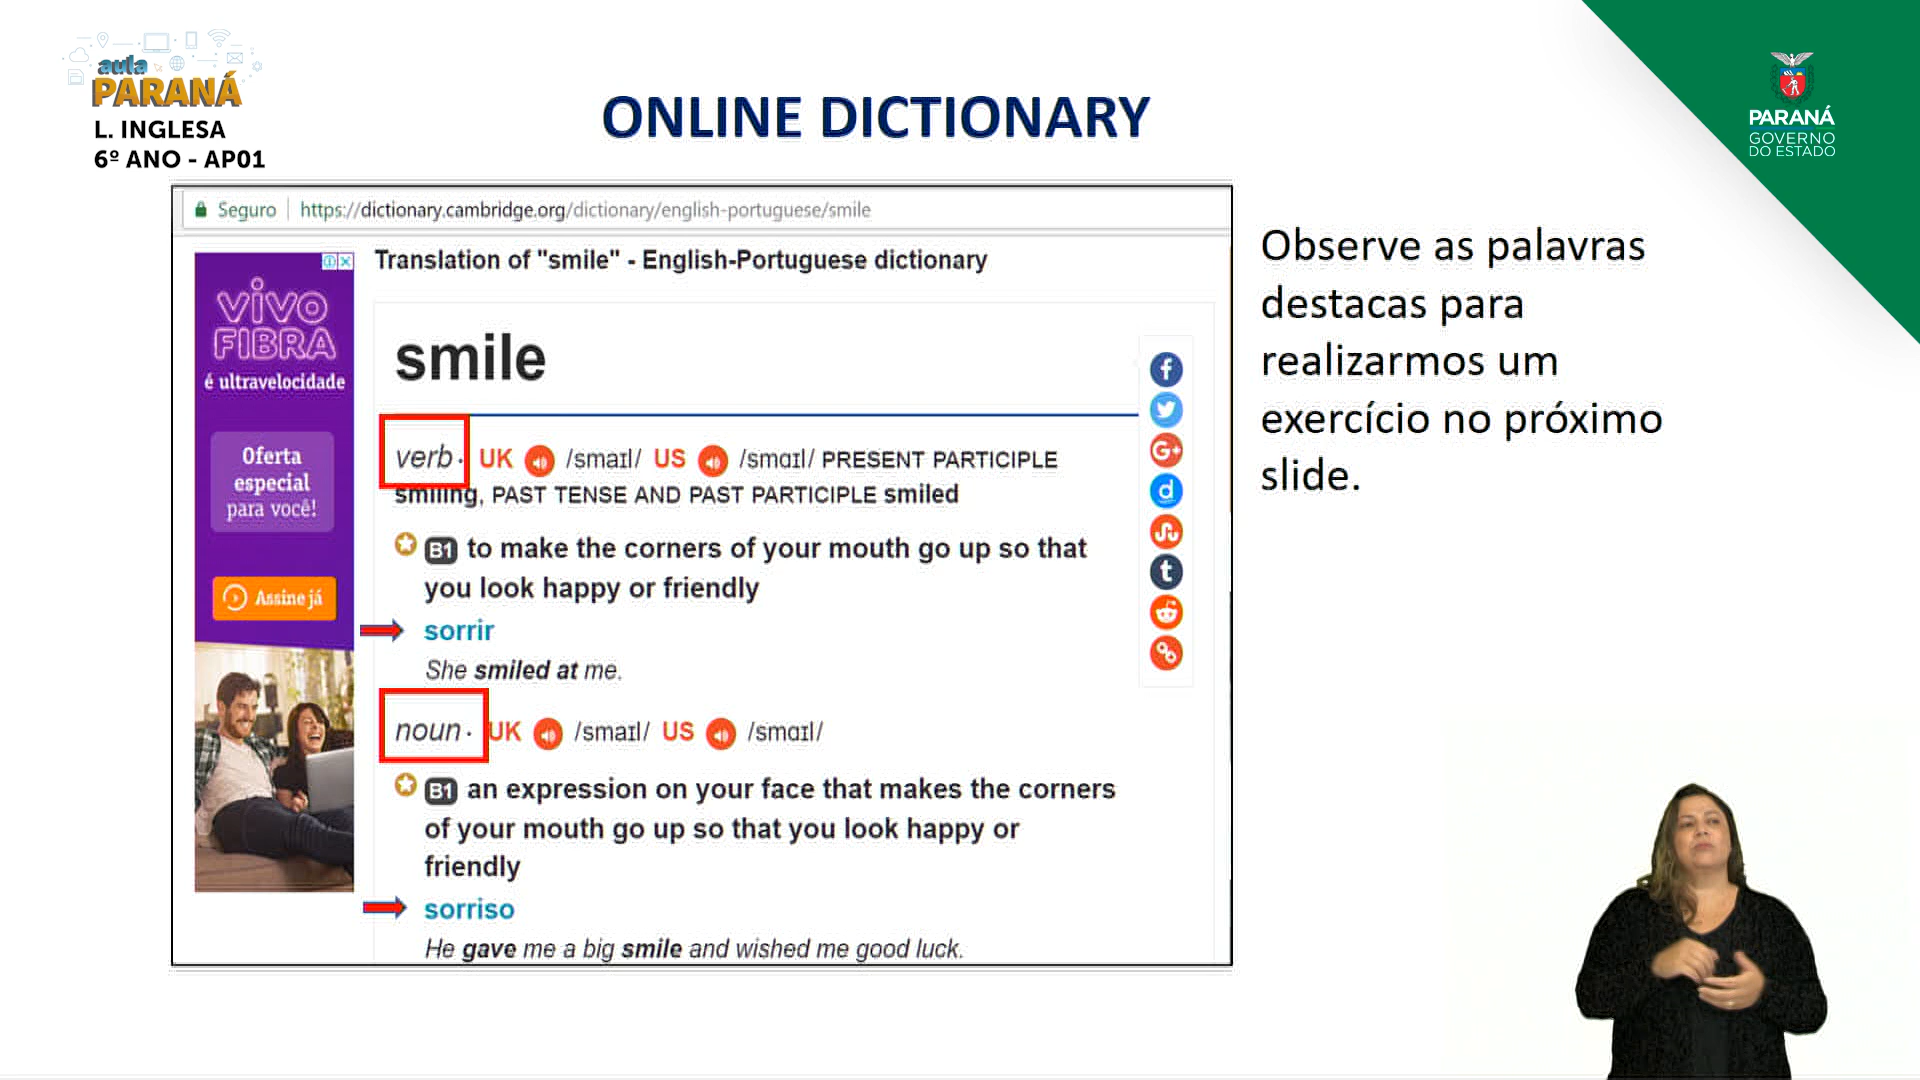 aula
PARANÁ
L. INGLESA
6º ANO - AP01
ONLINE DICTIONARY
PARANÁ
GOVERNO
DO ESTADO
Seguro
https://dictionary.cambridge.org/dictionary/english-portuguese/smile
Translation of "smile" - English-Portuguese dictionary
VIVO
FIBRA
é ultravelocidade
Oferta
especial
para você!
Assine já
smile
verb · UK /smaɪl/ US /smɑɪl/ PRESENT PARTICIPLE
smiling, PAST TENSE AND PAST PARTICIPLE smiled
B1 to make the corners of your mouth go up so that
you look happy or friendly
sorrir
She smiled at me.
noun · UK /smaɪl/ US /smɑɪl/
B1 an expression on your face that makes the corners
of your mouth go up so that you look happy or
friendly
sorriso
He gave me a big smile and wished me good luck.
Observe as palavras
destacas para
realizarmos um
exercício no próximo
slide.